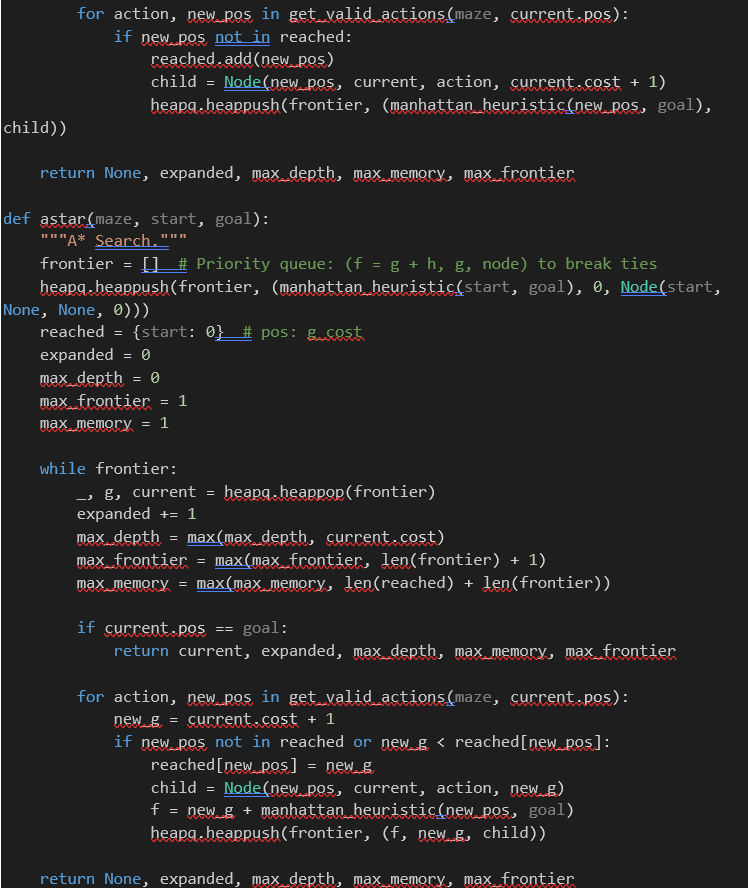 for action, new_pos in get_valid_actions(maze, current.pos):
            if new_pos not in reached:
                reached.add(new_pos)
                child = Node(new_pos, current, action, current.cost + 1)
                heapq.heappush(frontier, (manhattan_heuristic(new_pos, goal),
child))

    return None, expanded, max_depth, max_memory, max_frontier

def astar(maze, start, goal):
    """A* Search."""
    frontier = []  # Priority queue: (f = g + h, g, node) to break ties
    heapq.heappush(frontier, (manhattan_heuristic(start, goal), 0, Node(start,
None, None, 0)))
    reached = {start: 0}  # pos: g_cost
    expanded = 0
    max_depth = 0
    max_frontier = 1
    max_memory = 1

    while frontier:
        _, g, current = heapq.heappop(frontier)
        expanded += 1
        max_depth = max(max_depth, current.cost)
        max_frontier = max(max_frontier, len(frontier) + 1)
        max_memory = max(max_memory, len(reached) + len(frontier))

        if current.pos == goal:
            return current, expanded, max_depth, max_memory, max_frontier

        for action, new_pos in get_valid_actions(maze, current.pos):
            new_g = current.cost + 1
            if new_pos not in reached or new_g < reached[new_pos]:
                reached[new_pos] = new_g
                child = Node(new_pos, current, action, new_g)
                f = new_g + manhattan_heuristic(new_pos, goal)
                heapq.heappush(frontier, (f, new_g, child))

    return None, expanded, max_depth, max_memory, max_frontier